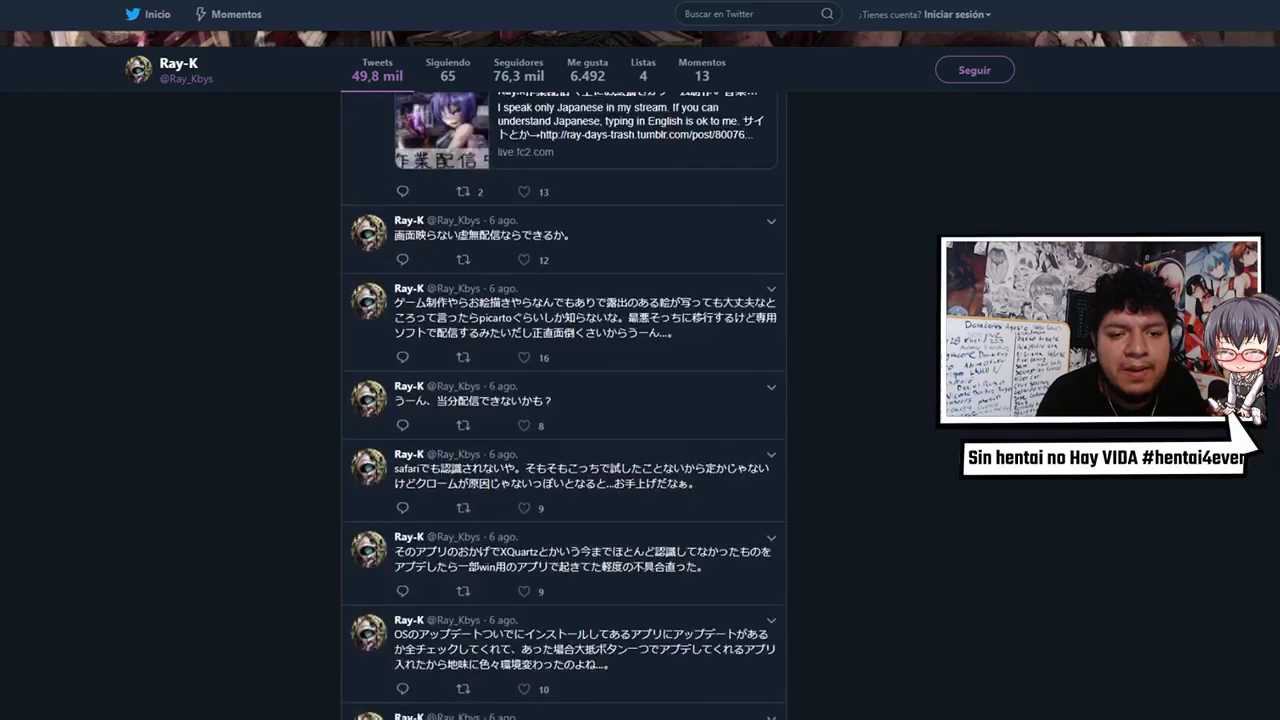 Inicio
Momentos
Buscar en Twitter
¿Tienes cuenta? Iniciar sesión
Ray-K
@Ray_Kbys
Tweets
49,8 mil
Siguiendo
65
Seguidores
76,3 mil
Me gusta
6.492
Listas
4
Momentos
13
Seguir
I speak only Japanese in my stream. If you can
understand Japanese, typing in English is ok to me. サイ
トとか→http://ray-days-trash.tumblr.com/post/80076...
live.fc2.com
2
13
Ray-K @Ray_Kbys · 6 ago.
画面映らない虚無配信ならできるか。
12
Ray-K @Ray_Kbys · 6 ago.
ゲーム制作やらお絵描きやらなんでもありで露出のある絵が写っても大丈夫なと
ころって言ったらpicartoぐらいしか知らないな。最悪そっちに移行するけど専用
ソフトで配信するみたいだし正直面倒くさいからうーん...。
16
Ray-K @Ray_Kbys · 6 ago.
うーん、当分配信できないかも？
8
Ray-K @Ray_Kbys · 6 ago.
safariでも認識されないや。そもそもこっちで試したことないから定かじゃない
けどクロームが原因じゃないっぽいとなると...お手上げだなぁ。
9
Ray-K @Ray_Kbys · 6 ago.
そのアプリのおかげでXQuartzとかいう今までほとんど認識してなかったものを
アプデしたら一部win用のアプリで起きてた軽度の不具合直った。
9
Ray-K @Ray_Kbys · 6 ago.
OSのアップデートついでにインストールしてあるアプリにアップデートがある
か全チェックしてくれて、あった場合大抵ボタン一つでアプデしてくれるアプリ
入れたから地味に色々環境変わったのよね...。
10
Ray-K @Ray_Kbys · 6 ago.
Sin hentai no Hay VIDA #hentai4ever